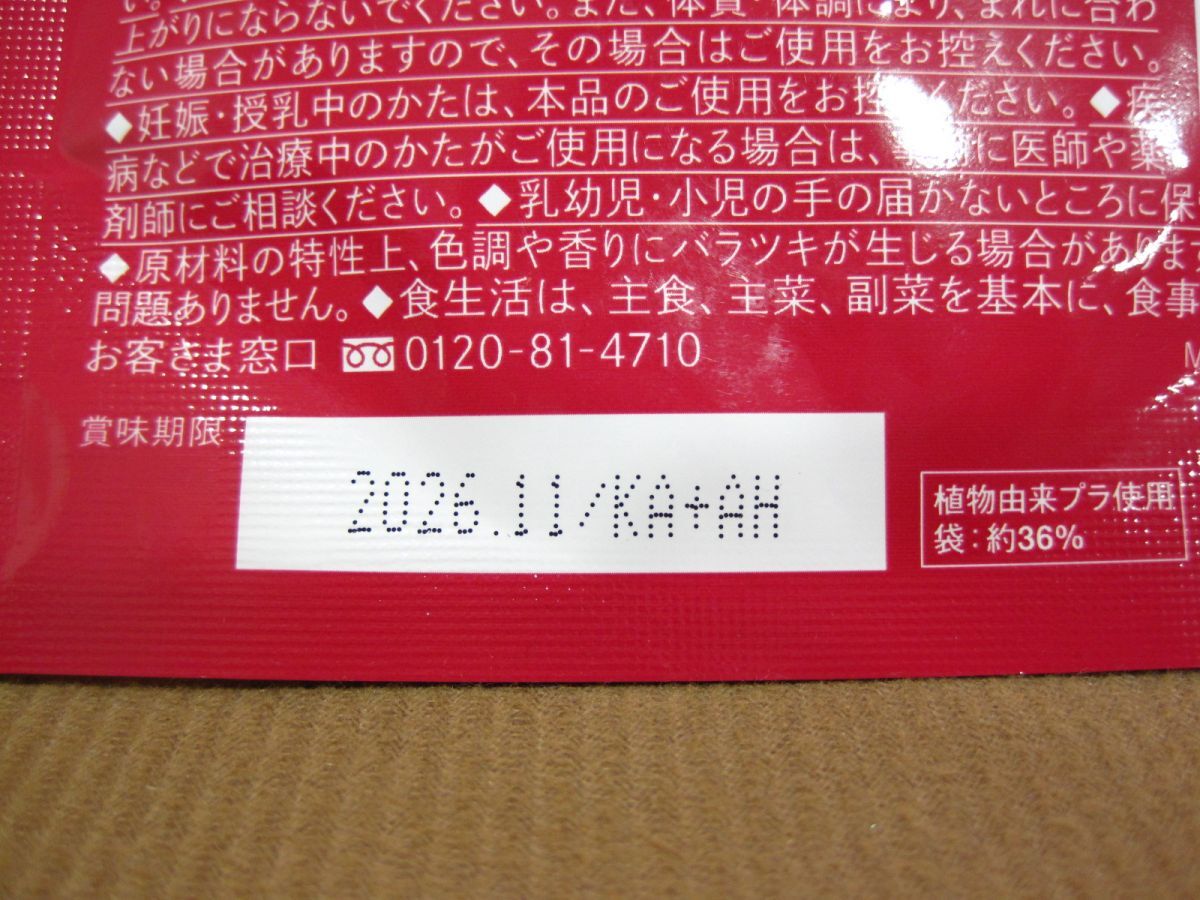 上がりにならないでください。また、体質・体調により、まれに合わ
ない場合がありますので、その場合はご使用をお控えください。
◆妊娠・授乳中のかたは、本品のご使用をお控えください。◆疾
病などで治療中のかたがご使用になる場合は、事前に医師や薬
剤師にご相談ください。◆乳幼児・小児の手の届かないところに保
◆原材料の特性上、色調や香りにバラツキが生じる場合がありま
問題ありません。◆食生活は、主食、主菜、副菜を基本に、食事
お客さま窓口 0120-81-4710
M
賞味期限
2026.11/KA+AH
植物由来プラ使用
袋:約36%